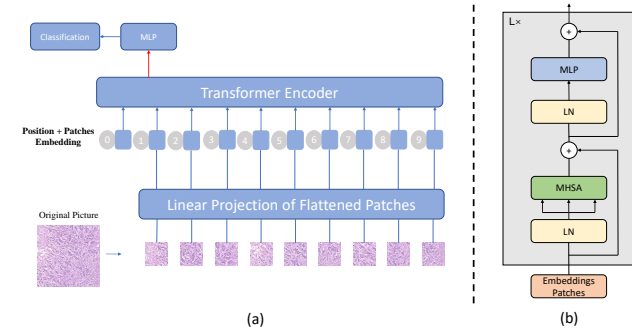 Classification
MLP
Transformer Encoder
Position + Patches
Embedding
0 1 2 3 4 5 6 7 8 9
Linear Projection of Flattened Patches
Original Picture
(a)
L×
+
MLP
LN
+
MHSA
LN
Embeddings
Patches
(b)